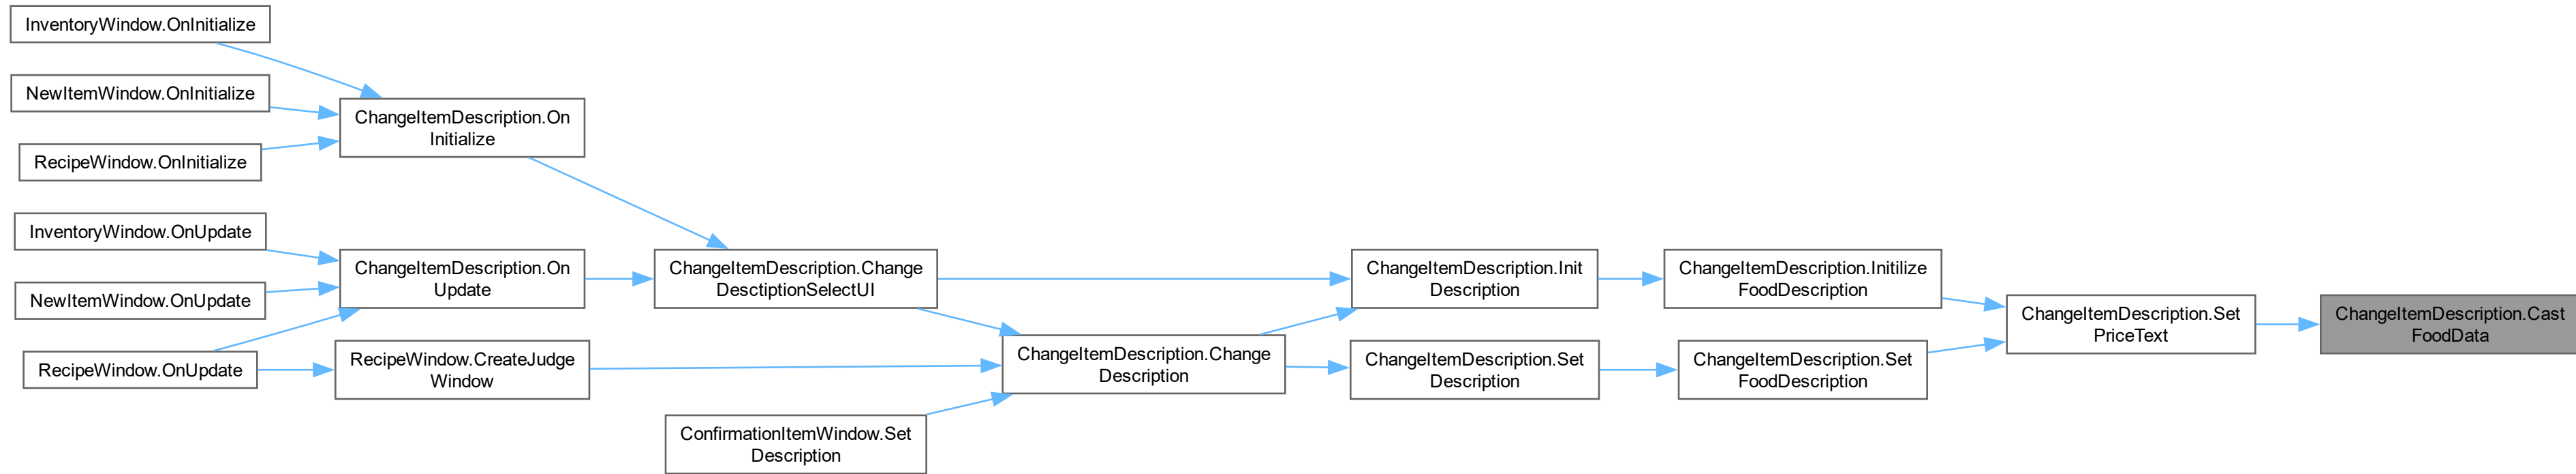 InventoryWindow.OnInitialize
NewItemWindow.OnInitialize
RecipeWindow.OnInitialize
InventoryWindow.OnUpdate
NewItemWindow.OnUpdate
RecipeWindow.OnUpdate
ChangeItemDescription.On
Initialize
ChangeItemDescription.On
Update
RecipeWindow.CreateJudge
Window
ChangeItemDescription.Change
DesctiptionSelectUI
ConfirmationItemWindow.Set
Description
ChangeItemDescription.Change
Description
ChangeItemDescription.Init
Description
ChangeItemDescription.Set
Description
ChangeItemDescription.Initilize
FoodDescription
ChangeItemDescription.Set
FoodDescription
ChangeItemDescription.Set
PriceText
ChangeItemDescription.Cast
FoodData